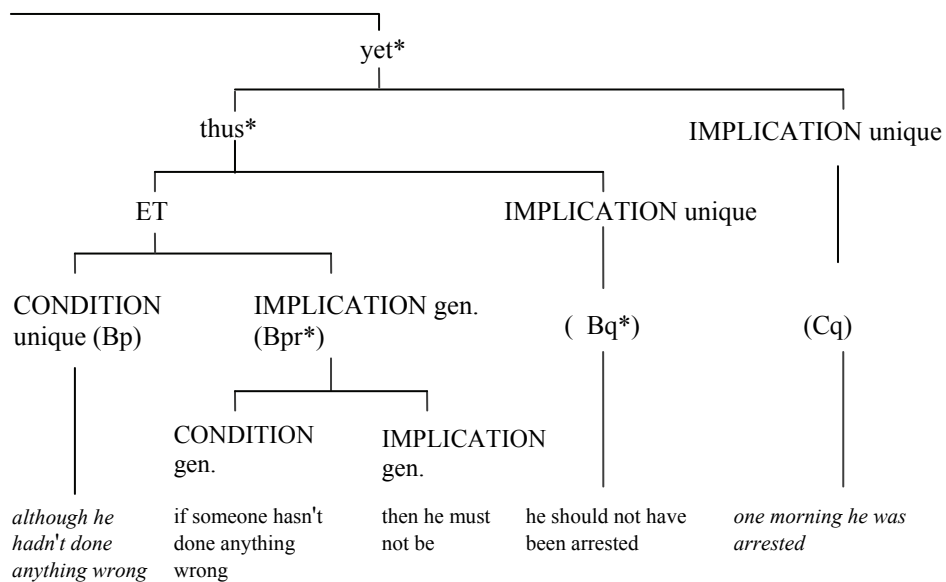 yet*
thus*
IMPLICATION unique
ET
IMPLICATION unique
CONDITION
unique (Bp)
IMPLICATION gen.
(Bpr*)
( Bq*)
(Cq)
CONDITION
gen.
IMPLICATION
gen.
although he
hadn't done
anything wrong
if someone hasn't
done anything
wrong
then he must
not be
he should not have
been arrested
one morning he was
arrested